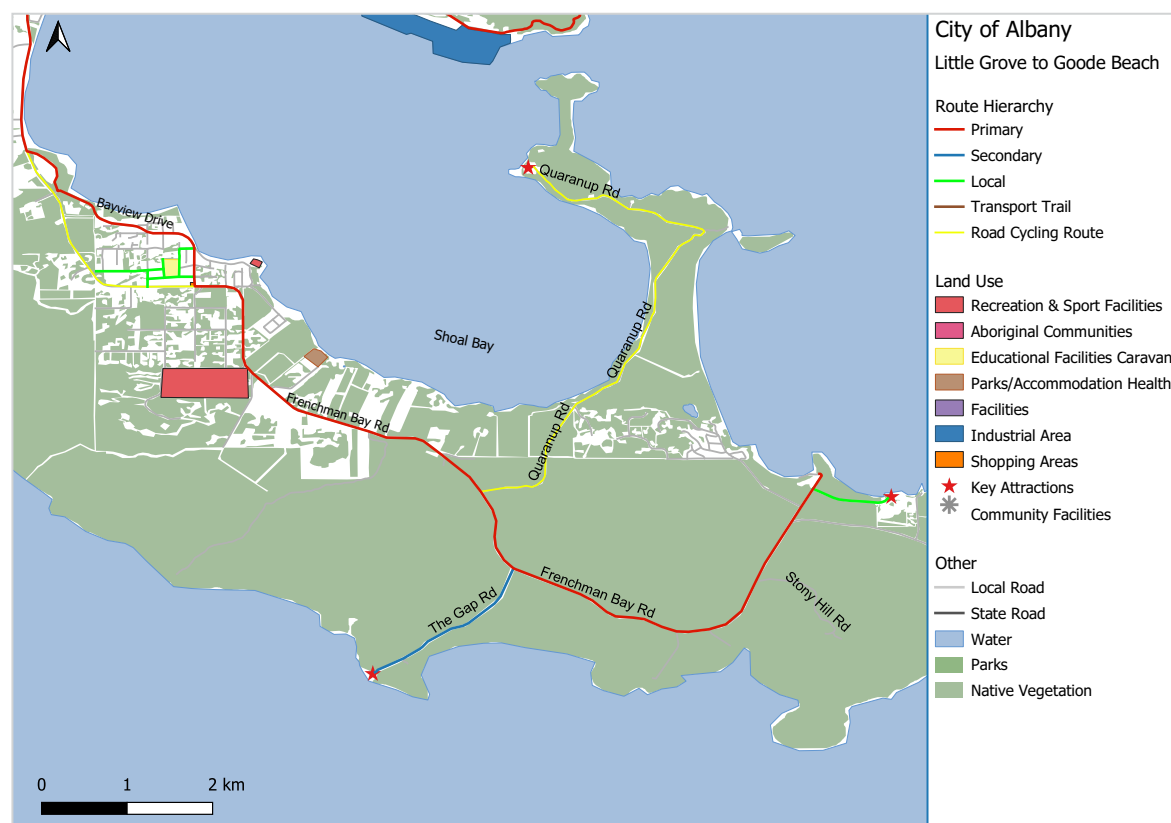 City of Albany
Little Grove to Goode Beach
Route Hierarchy
Primary
Secondary
Local
Transport Trail
Road Cycling Route
Land Use
Recreation & Sport Facilities
Aboriginal Communities
Educational Facilities Caravan
Parks/Accommodation Health
Facilities
Industrial Area
Shopping Areas
Key Attractions
Community Facilities
Other
Local Road
State Road
Water
Parks
Native Vegetation
Quaranup Rd
Bayview Drive
Quaranup Rd
Shoal Bay
Frenchman Bay Rd
Quaranup Rd
Frenchman Bay Rd
The Gap Rd
Stony Hill Rd
0 1 2 km